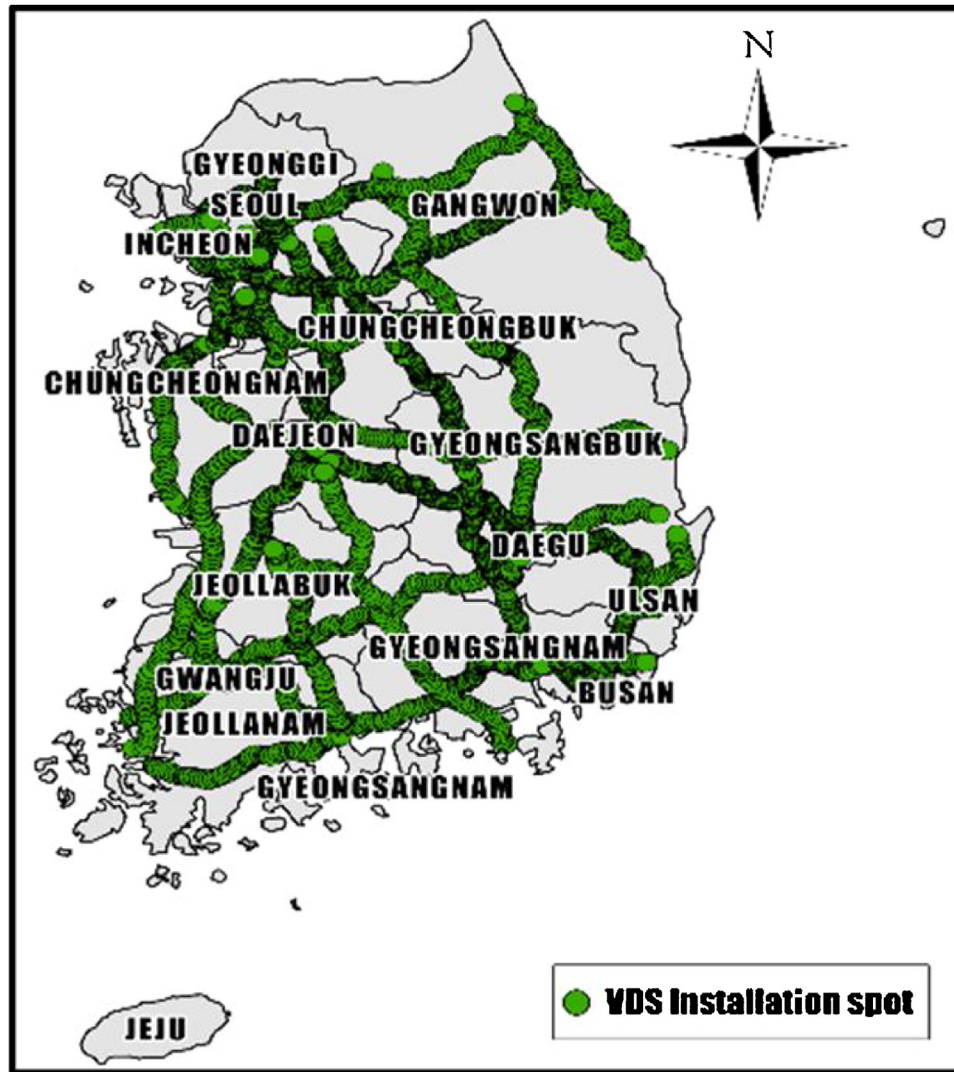 N
GYEONGGI
SEOUL
GANGWON
INCHEON
CHUNGCHEONGBUK
CHUNGCHEONGNAM
DAEJEON
GYEONGSANGBUK
DAEGU
JEOLLABUK
ULSAN
GYEONGSANGNAM
GWANGJU
BUSAN
JEOLLANAM
GYEONGSANGNAM
VDS Installation spot
JEJU